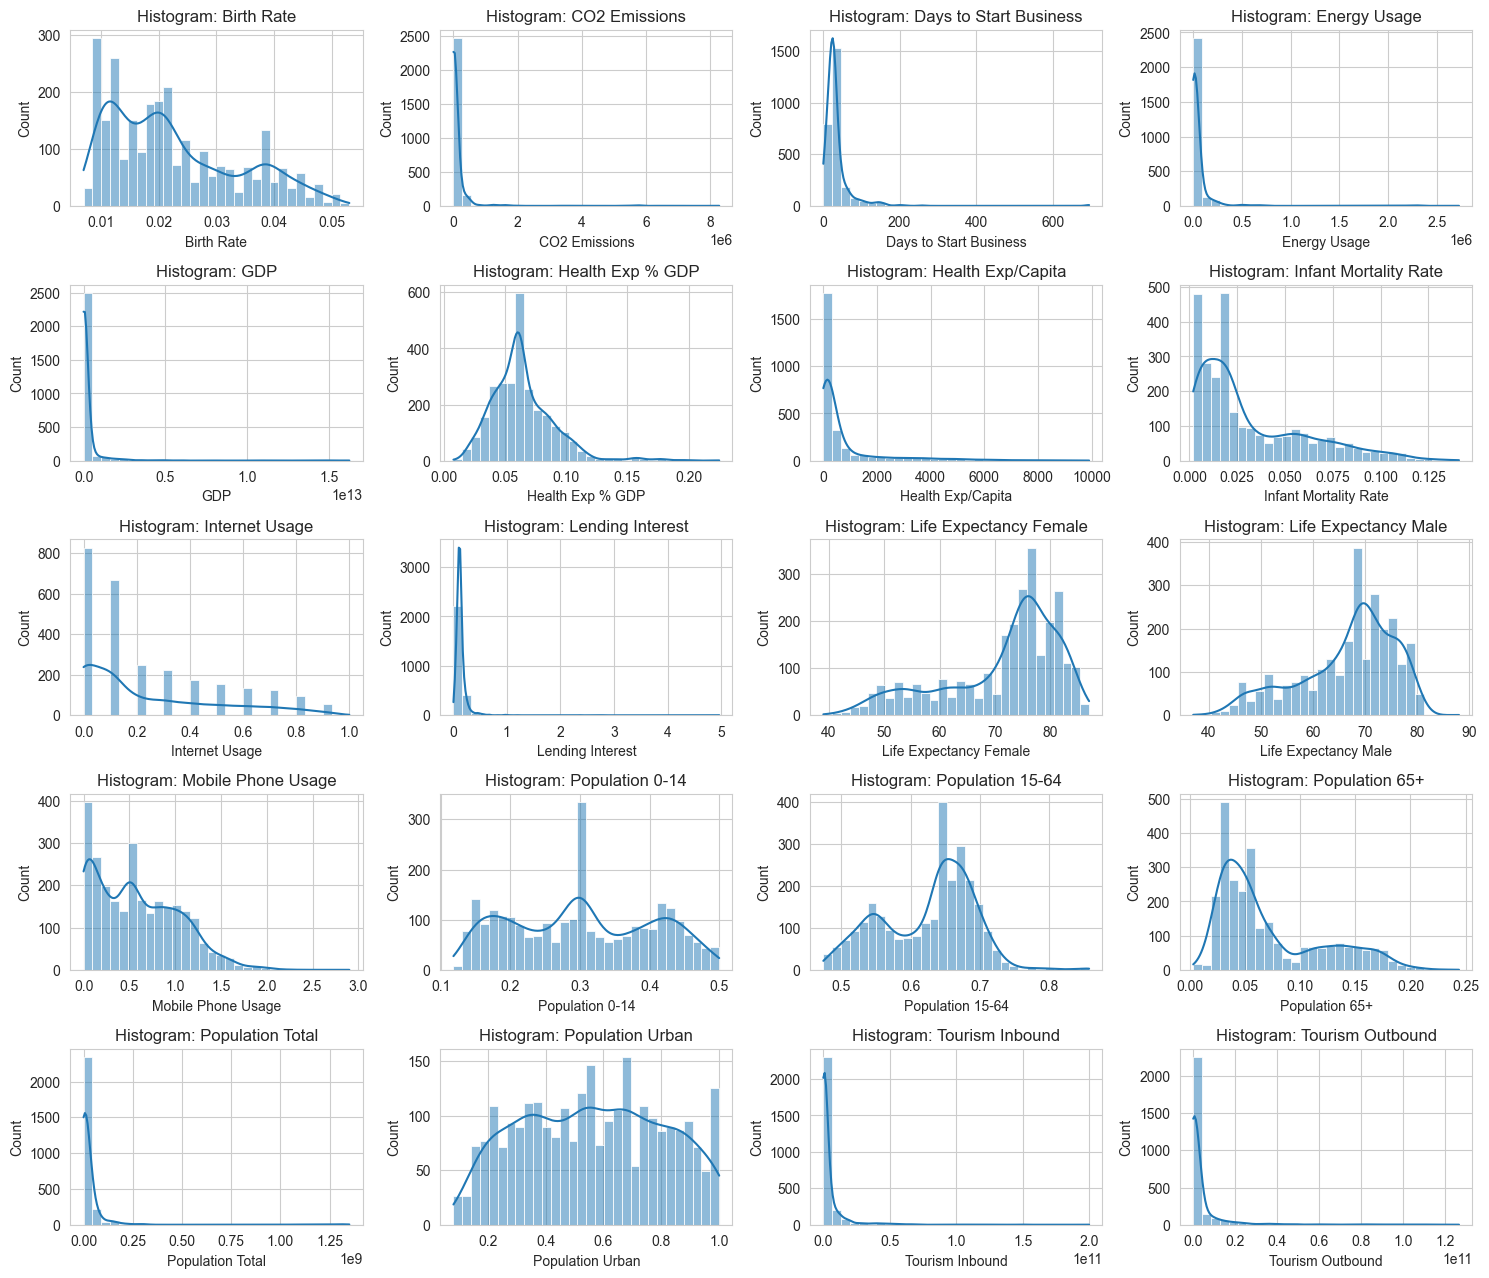 Histogram: Birth Rate
300
200
100
0
Count
0.01 0.02 0.03 0.04 0.05
Birth Rate
Histogram: CO2 Emissions
2500
2000
1500
1000
500
0
Count
0 2 4 6 8
1e6
CO2 Emissions
Histogram: Days to Start Business
1500
1000
500
0
Count
0 200 400 600
Days to Start Business
Histogram: Energy Usage
2500
2000
1500
1000
500
0
Count
0.0 0.5 1.0 1.5 2.0 2.5
1e6
Energy Usage
Histogram: GDP
2500
2000
1500
1000
500
0
Count
0.0 0.5 1.0 1.5
1e13
GDP
Histogram: Health Exp % GDP
600
400
200
0
Count
0.00 0.05 0.10 0.15 0.20
Health Exp % GDP
Histogram: Health Exp/Capita
1500
1000
500
0
Count
0 2000 4000 6000 8000 10000
Health Exp/Capita
Histogram: Infant Mortality Rate
500
400
300
200
100
0
Count
0.000 0.025 0.050 0.075 0.100 0.125
Infant Mortality Rate
Histogram: Internet Usage
800
600
400
200
0
Count
0.0 0.2 0.4 0.6 0.8 1.0
Internet Usage
Histogram: Lending Interest
3000
2000
1000
0
Count
0 1 2 3 4 5
Lending Interest
Histogram: Life Expectancy Female
300
200
100
0
Count
40 50 60 70 80
Life Expectancy Female
Histogram: Life Expectancy Male
400
300
200
100
0
Count
40 50 60 70 80 90
Life Expectancy Male
Histogram: Mobile Phone Usage
400
300
200
100
0
Count
0.0 0.5 1.0 1.5 2.0 2.5 3.0
Mobile Phone Usage
Histogram: Population 0-14
300
200
100
0
Count
0.1 0.2 0.3 0.4 0.5
Population 0-14
Histogram: Population 15-64
400
300
200
100
0
Count
0.5 0.6 0.7 0.8
Population 15-64
Histogram: Population 65+
500
400
300
200
100
0
Count
0.00 0.05 0.10 0.15 0.20 0.25
Population 65+
Histogram: Population Total
2000
1500
1000
500
0
Count
0.00 0.25 0.50 0.75 1.00 1.25
1e9
Population Total
Histogram: Population Urban
150
100
50
0
Count
0.2 0.4 0.6 0.8 1.0
Population Urban
Histogram: Tourism Inbound
2000
1500
1000
500
0
Count
0.0 0.5 1.0 1.5 2.0
1e11
Tourism Inbound
Histogram: Tourism Outbound
2000
1500
1000
500
0
Count
0.0 0.2 0.4 0.6 0.8 1.0 1.2
1e11
Tourism Outbound